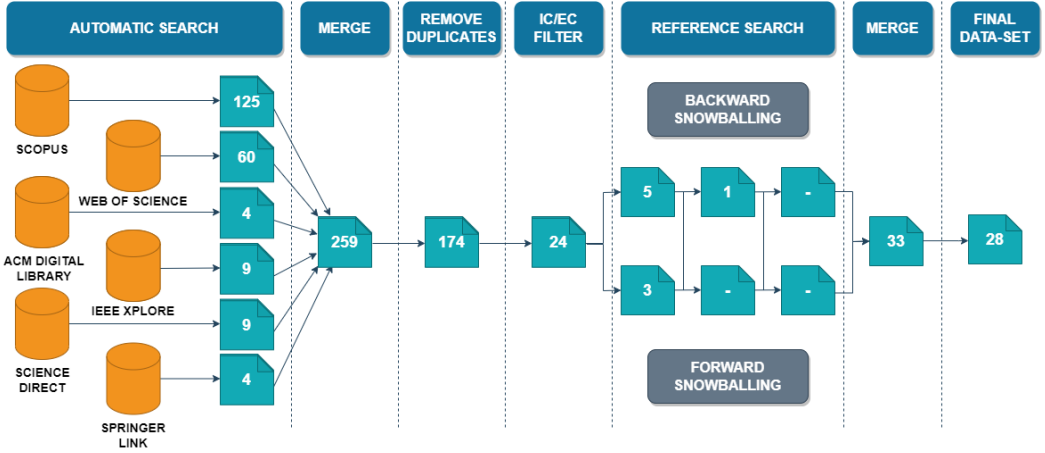 AUTOMATIC SEARCH
MERGE
REMOVE
DUPLICATES
IC/EC
FILTER
REFERENCE SEARCH
MERGE
FINAL
DATA-SET
SCOPUS
125
WEB OF SCIENCE
60
ACM DIGITAL
LIBRARY
4
IEEE XPLORE
9
SCIENCE
DIRECT
9
SPRINGER
LINK
4
259
174
24
BACKWARD
SNOWBALLING
5
1
-
3
-
-
FORWARD
SNOWBALLING
33
28